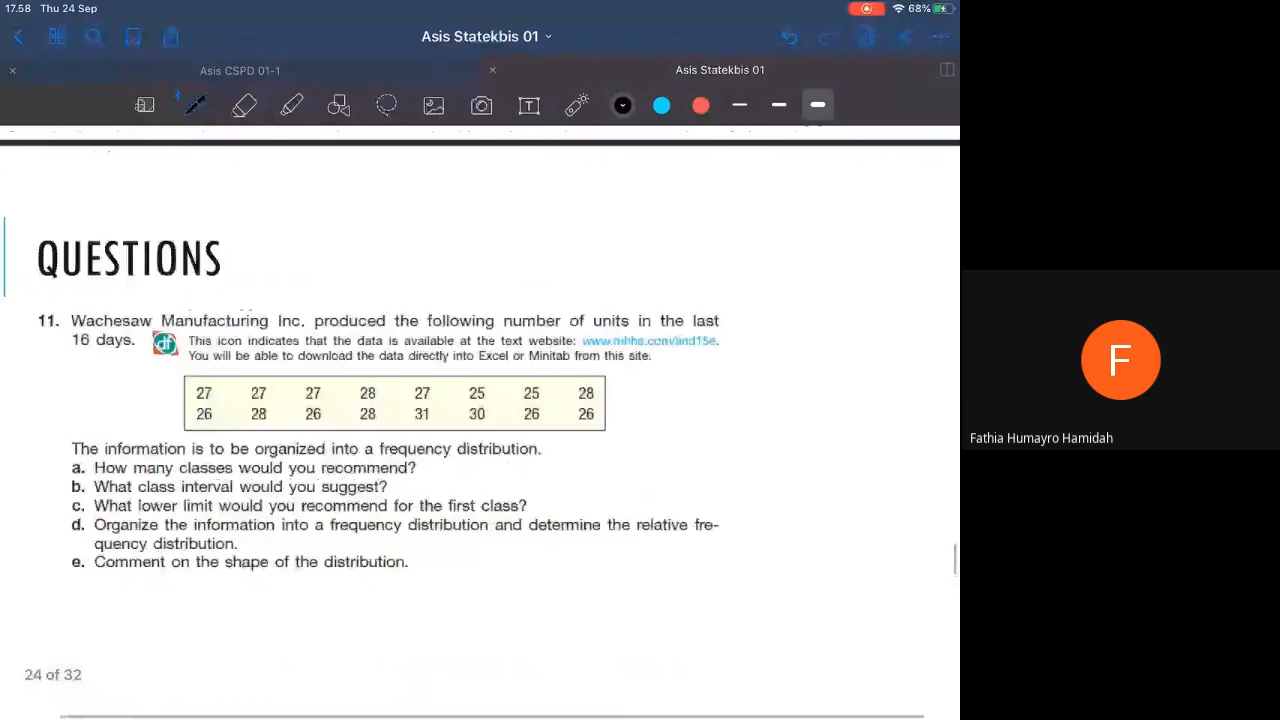 17.58 Thu 24 Sep
68%
Asis Statekbis 01
Asis CSPD 01-1
Asis Statekbis 01
T
QUESTIONS
11. Wachesaw Manufacturing Inc. produced the following number of units in the last
16 days. df This icon indicates that the data is available at the text website: www.mhhe.com/lind15e.
You will be able to download the data directly into Excel or Minitab from this site.
27 27 27 28 27 25 25 28
26 28 26 28 31 30 26 26
The information is to be organized into a frequency distribution.
a. How many classes would you recommend?
b. What class interval would you suggest?
c. What lower limit would you recommend for the first class?
d. Organize the information into a frequency distribution and determine the relative fre-
quency distribution.
e. Comment on the shape of the distribution.
24 of 32
F
Fathia Humayro Hamidah